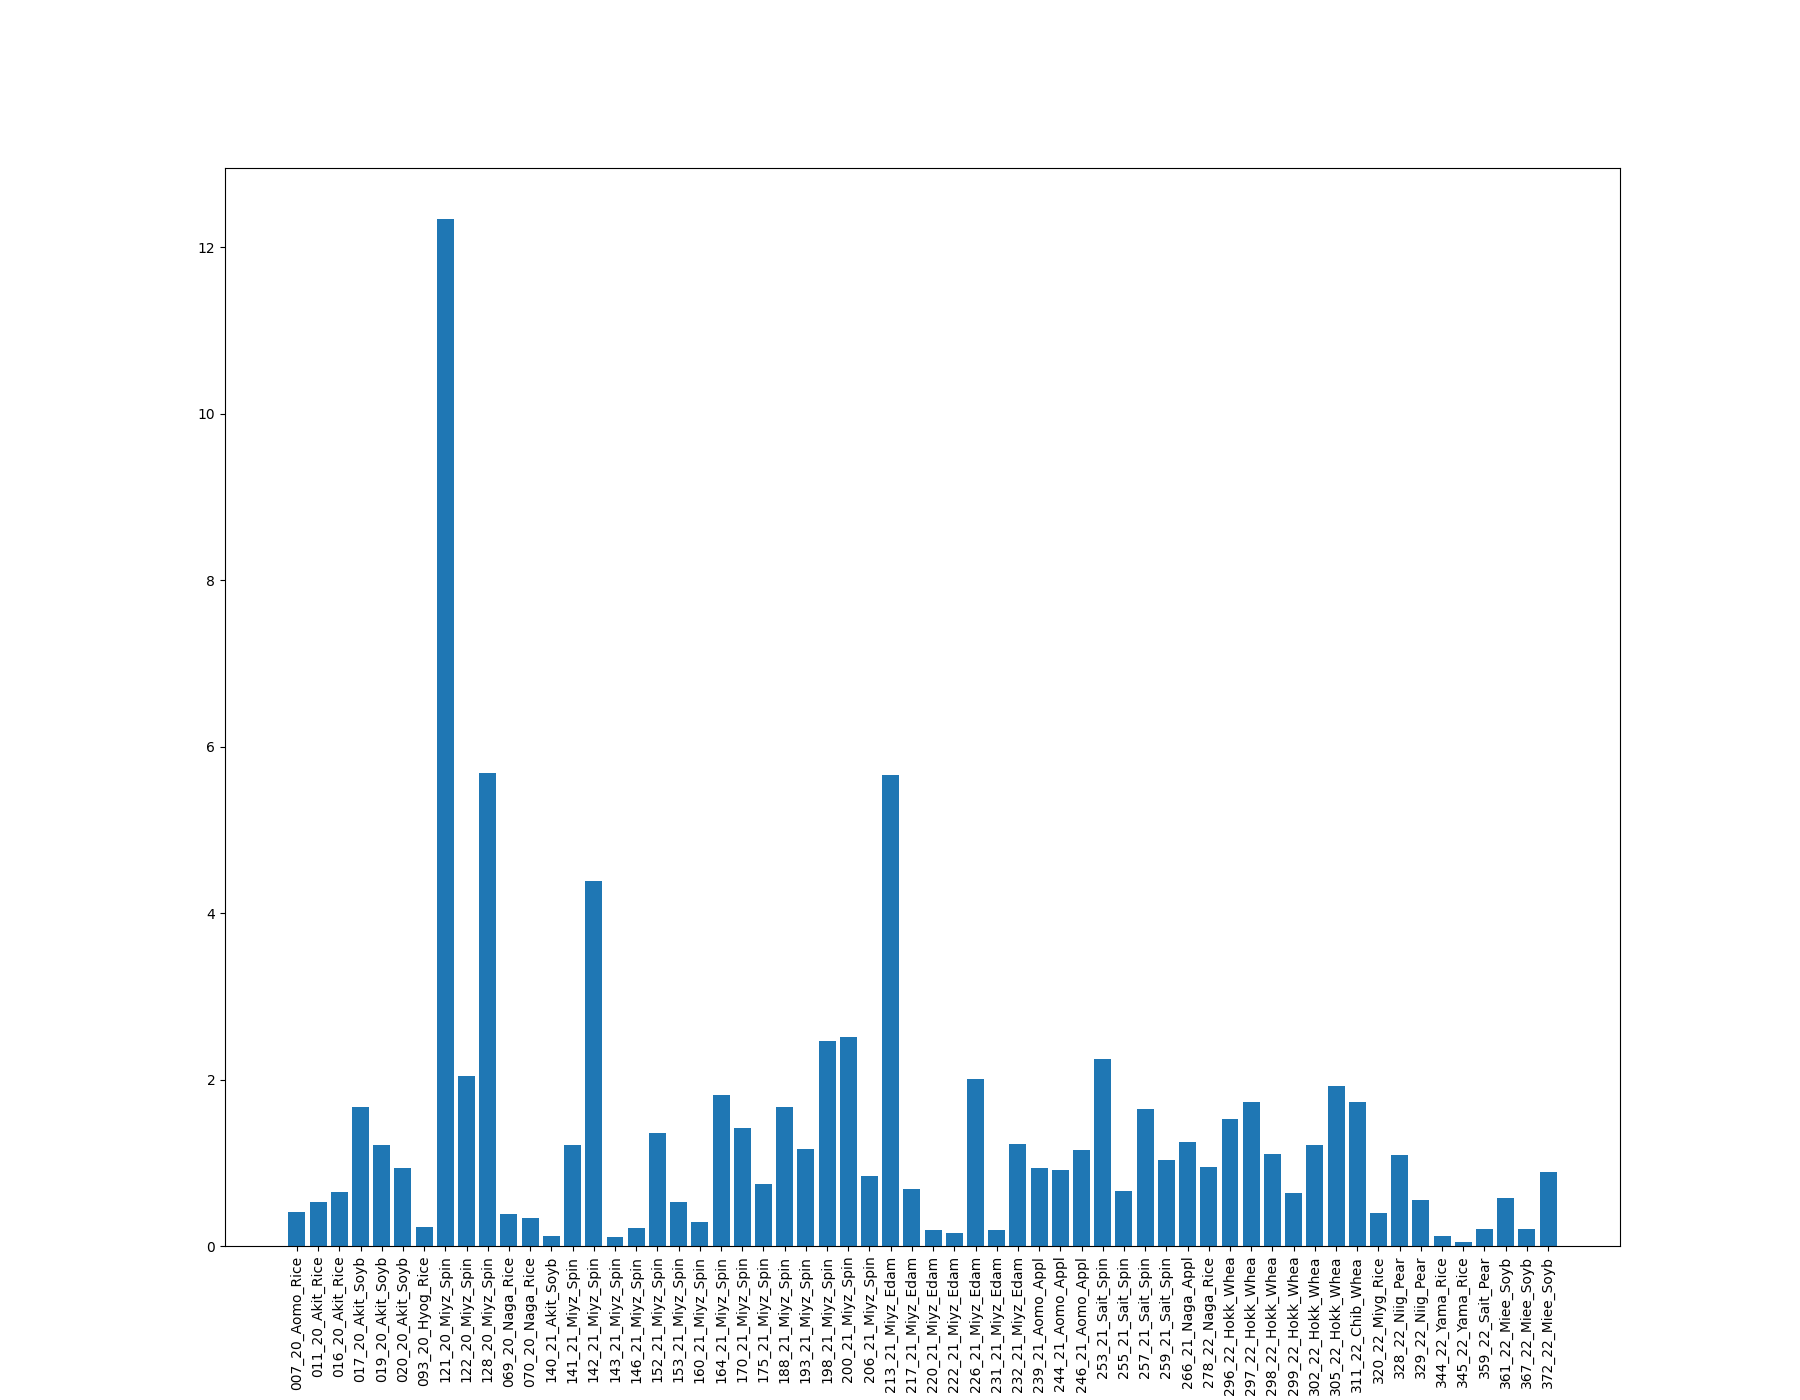 12
10
8
6
4
2
0
007_20_Aomo_Rice
011_20_Akit_Rice
016_20_Akit_Rice
017_20_Akit_Soyb
019_20_Akit_Soyb
020_20_Akit_Soyb
093_20_Hyog_Rice
121_20_Miyz_Spin
122_20_Miyz_Spin
128_20_Miyz_Spin
069_20_Naga_Rice
070_20_Naga_Rice
140_21_Akit_Soyb
141_21_Miyz_Spin
142_21_Miyz_Spin
143_21_Miyz_Spin
146_21_Miyz_Spin
152_21_Miyz_Spin
153_21_Miyz_Spin
160_21_Miyz_Spin
164_21_Miyz_Spin
170_21_Miyz_Spin
175_21_Miyz_Spin
188_21_Miyz_Spin
193_21_Miyz_Spin
198_21_Miyz_Spin
200_21_Miyz_Spin
206_21_Miyz_Spin
213_21_Miyz_Edam
217_21_Miyz_Edam
220_21_Miyz_Edam
222_21_Miyz_Edam
226_21_Miyz_Edam
231_21_Miyz_Edam
232_21_Miyz_Edam
239_21_Aomo_Appl
244_21_Aomo_Appl
246_21_Aomo_Appl
253_21_Sait_Spin
255_21_Sait_Spin
257_21_Sait_Spin
259_21_Sait_Spin
266_21_Naga_Appl
278_22_Naga_Rice
296_22_Hokk_Whea
297_22_Hokk_Whea
298_22_Hokk_Whea
299_22_Hokk_Whea
302_22_Hokk_Whea
305_22_Hokk_Whea
311_22_Chib_Whea
320_22_Miyg_Rice
328_22_Niig_Pear
329_22_Niig_Pear
344_22_Yama_Rice
345_22_Yama_Rice
359_22_Sait_Pear
361_22_Miee_Soyb
367_22_Miee_Soyb
372_22_Miee_Soyb